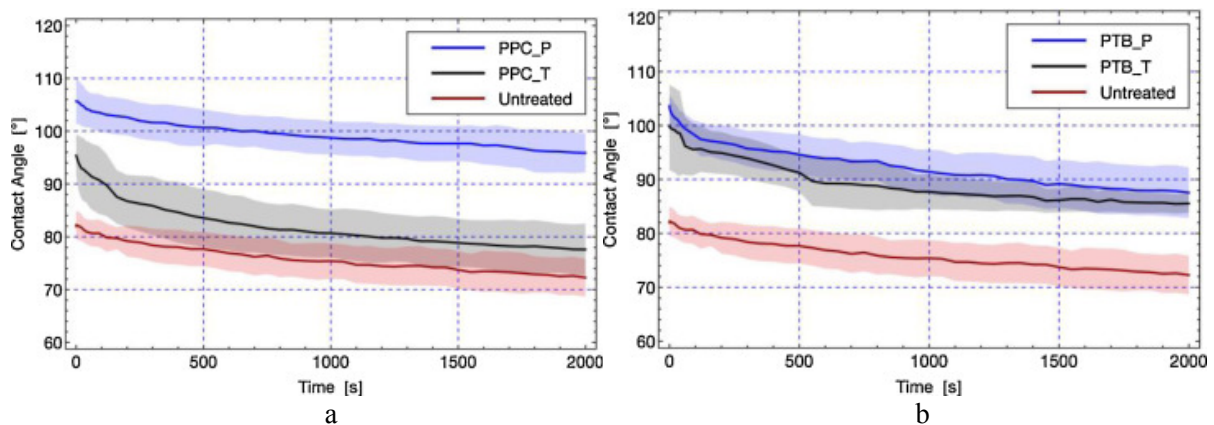 120
110
100
90
80
70
60
Contact Angle [°]
PPC_P
PPC_T
Untreated
0 500 1000 1500 2000
Time [s]
a
120
110
100
90
80
70
60
Contact Angle [°]
PTB_P
PTB_T
Untreated
0 500 1000 1500 2000
Time [s]
b